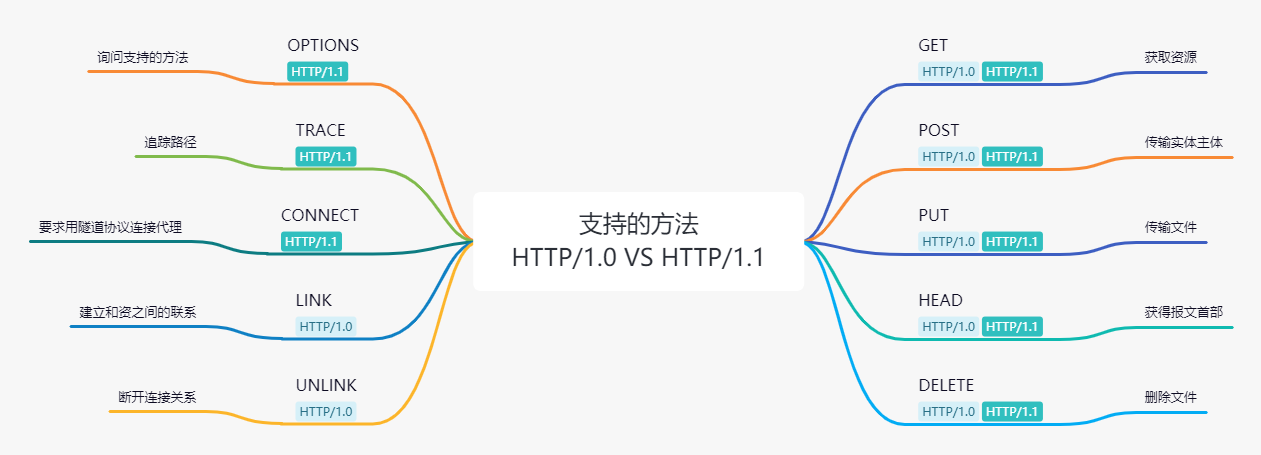 支持的方法
HTTP/1.0 VS HTTP/1.1
OPTIONS
HTTP/1.1
询问支持的方法
TRACE
HTTP/1.1
追踪路径
CONNECT
HTTP/1.1
要求用隧道协议连接代理
LINK
HTTP/1.0
建立和资之间的联系
UNLINK
HTTP/1.0
断开连接关系
GET
HTTP/1.0 HTTP/1.1
获取资源
POST
HTTP/1.0 HTTP/1.1
传输实体主体
PUT
HTTP/1.0 HTTP/1.1
传输文件
HEAD
HTTP/1.0 HTTP/1.1
获得报文首部
DELETE
HTTP/1.0 HTTP/1.1
删除文件